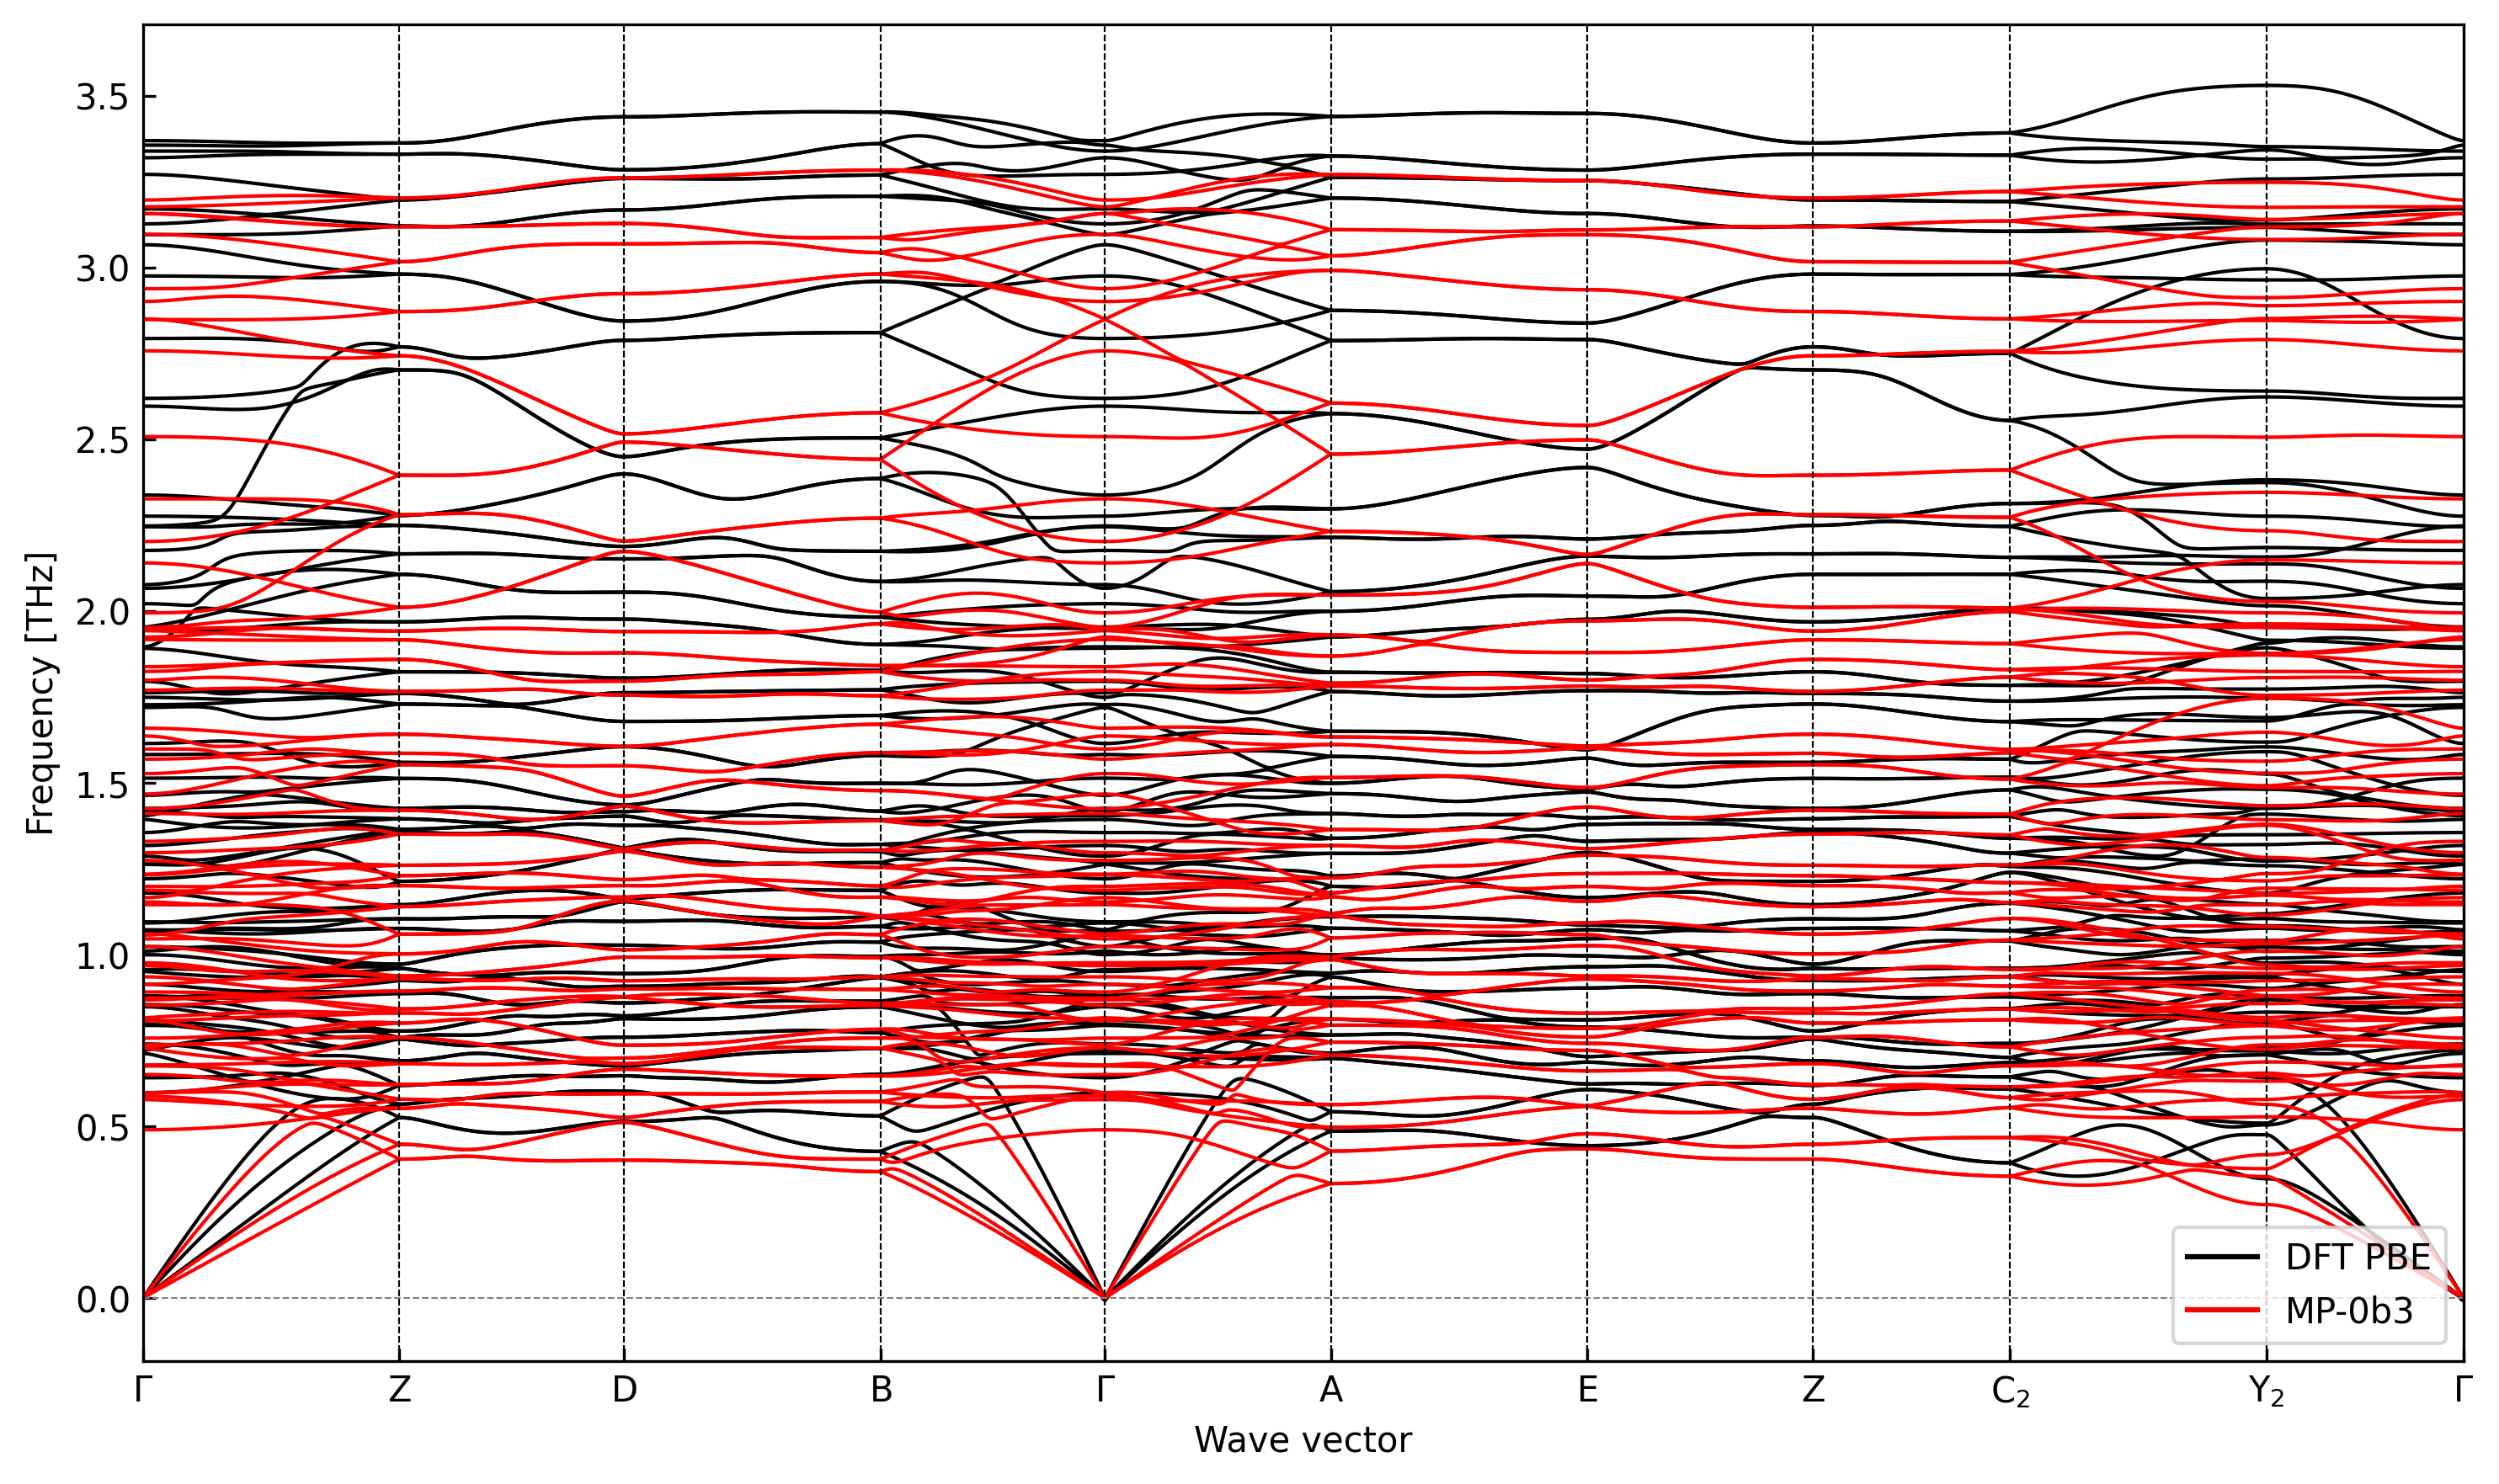 3.5
3.0
2.5
2.0
1.5
1.0
0.5
0.0
Frequency [THz]
Γ Z D B Γ A E Z C₂ Y₂ Γ
Wave vector
DFT PBE
MP-0b3